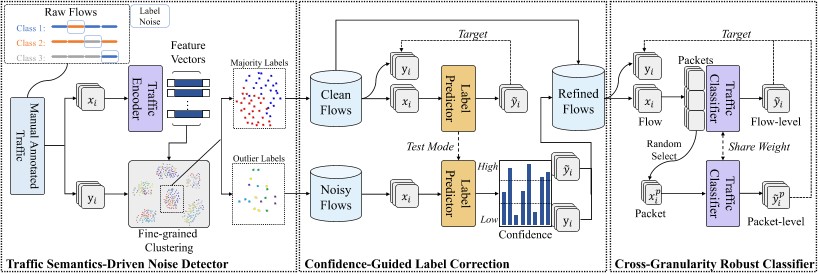 Raw Flows
Class 1:
Class 2:
Class 3:
Label
Noise
Manual Annotated
Traffic
x_i
y_i
Traffic
Encoder
Feature
Vectors
Fine-grained
Clustering
Majority Labels
Outlier Labels
Traffic Semantics-Driven Noise Detector
Clean
Flows
Noisy
Flows
y_i
x_i
Label
Predictor
ỹ_i
Target
Test Mode
x_i
Label
Predictor
High
Low
Confidence
ỹ_i
y_i
Refined
Flows
Confidence-Guided Label Correction
Target
y_i
x_i
Flow
Packets
Traffic
Classifier
ỹ_i
Flow-level
Random
Select
Share Weight
x_i^p
Packet
Traffic
Classifier
ỹ_i^p
Packet-level
Cross-Granularity Robust Classifier